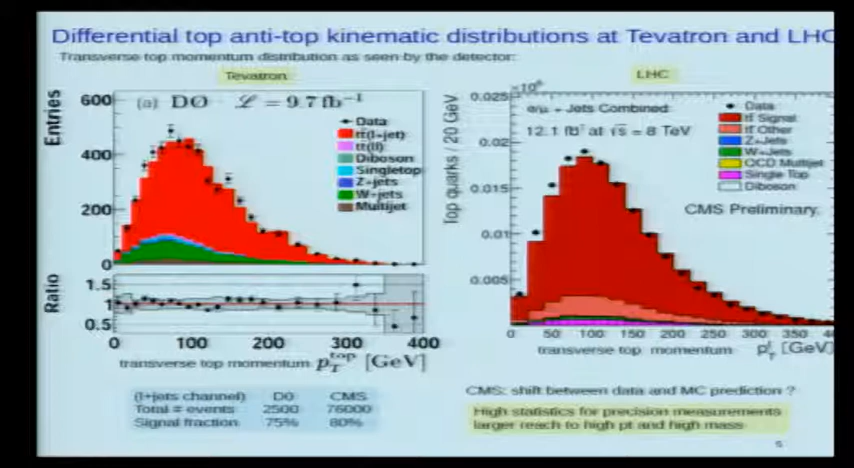 Differential top anti-top kinematic distributions at Tevatron and LHC
Transverse top momentum distribution as seen by the detector:
Tevatron
LHC
Entries
600
400
200
0
(a) DØ ℒ = 9.7 fb⁻¹
Data
tt̄(l+jet)
tt̄(ll)
Diboson
Singletop
Z+jets
W+jets
Multijet
Ratio
1.5
1
0.5
0 100 200 300 400
transverse top momentum p_T^top [GeV]
Top quarks / 20 GeV
×10⁶
0.025
0.02
0.015
0.01
0.005
e/μ + Jets Combined
12.1 fb⁻¹ at √s = 8 TeV
Data
tt̄ Signal
tt̄ Other
Z+Jets
W+Jets
QCD Multijet
Single-Top
Diboson
CMS Preliminary
0 50 100 150 200 250 300 350
transverse top momentum p_T^t [GeV]
(l+jets channel) D0 CMS
Total # events 2500 76000
Signal fraction 75% 80%
CMS: shift between data and MC prediction ?
High statistics for precision measurements
larger reach to high pt and high mass